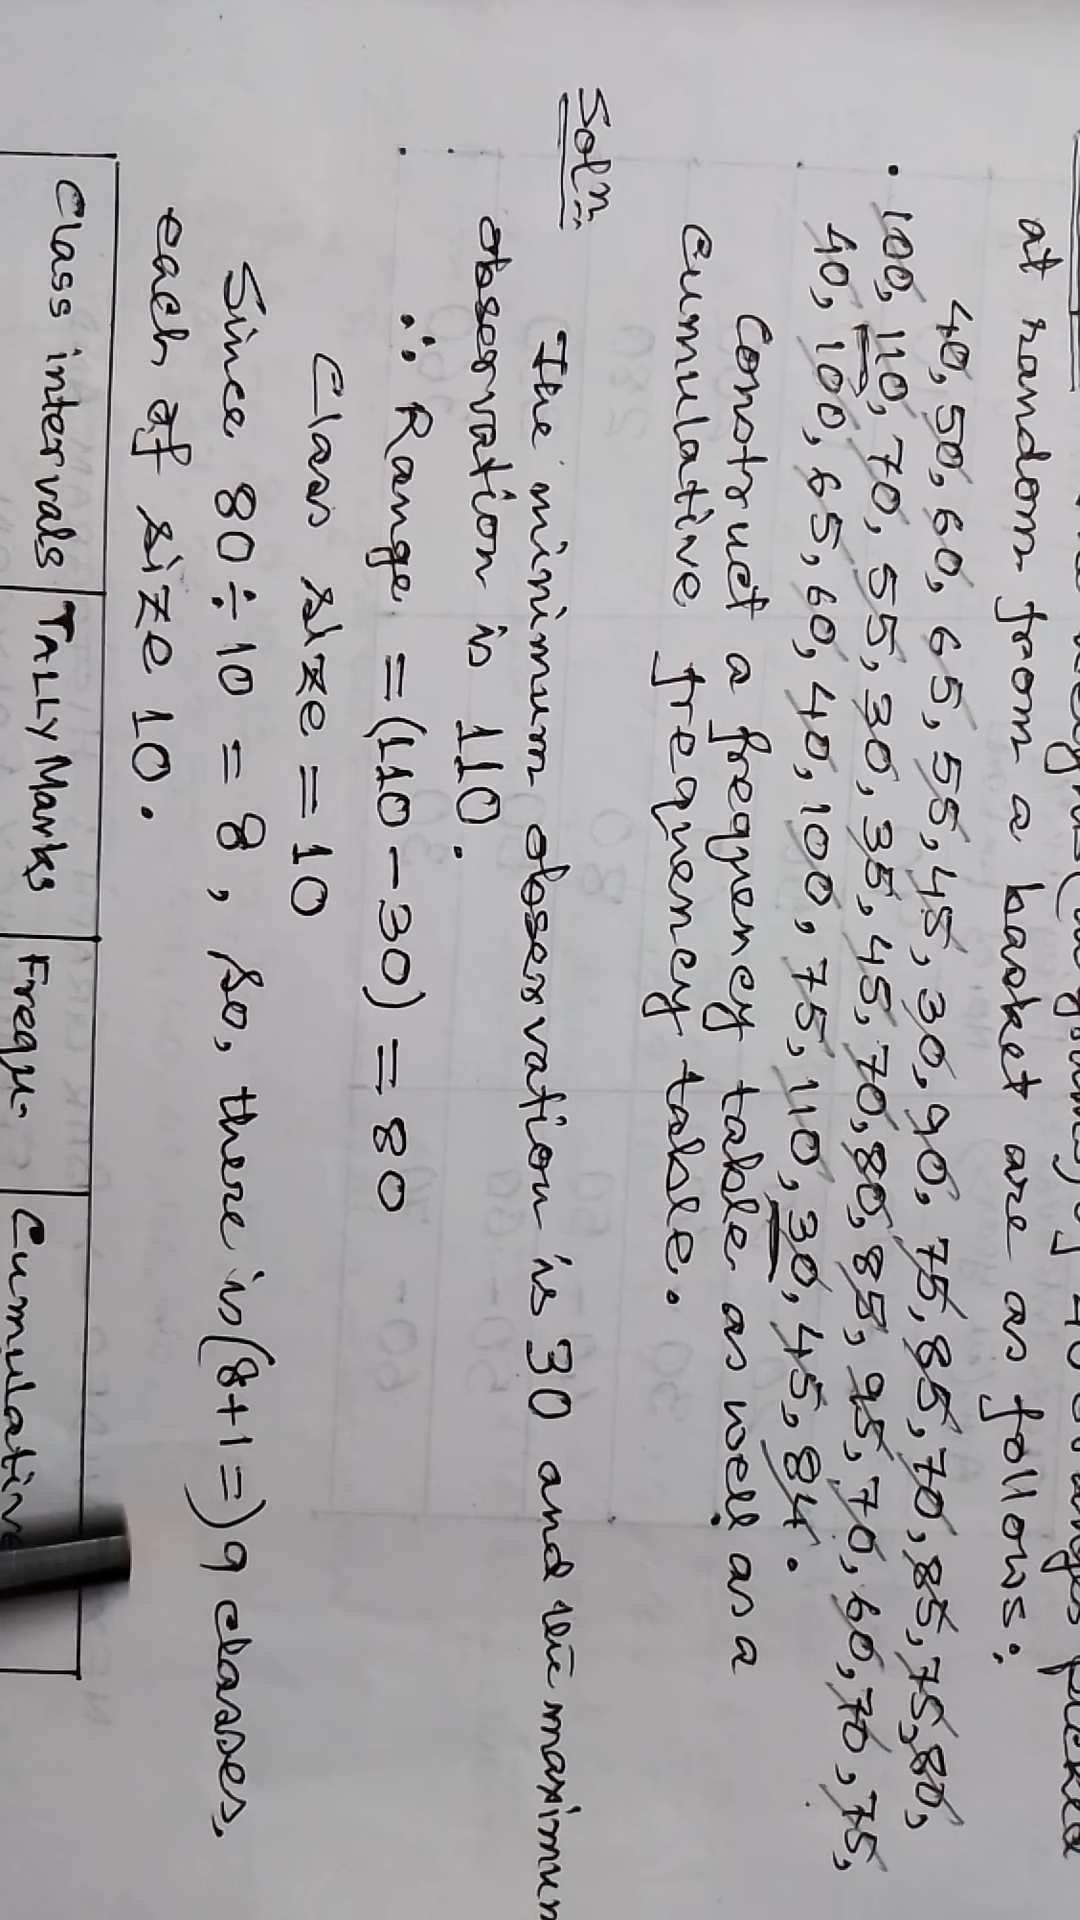 at random from a basket are as follows:
40, 50, 60, 65, 55, 45, 30, 90, 75, 85, 70, 85, 75, 80,
100, 110, 70, 55, 30, 35, 45, 70, 80, 85, 95, 70, 60, 70, 75,
40, 100, 65, 60, 40, 100, 75, 110, 30, 45, 84.
Construct a frequency table as well as a
cumulative frequency table.
Soln
The minimum observation is 30 and the maximum
observation is 110.
∴ Range = (110 - 30) = 80
Class size = 10
Since 80 ÷ 10 = 8, so, there is (8+1=) 9 classes,
each of size 10.
Class intervals TALLY Marks Frequ. Cumulative